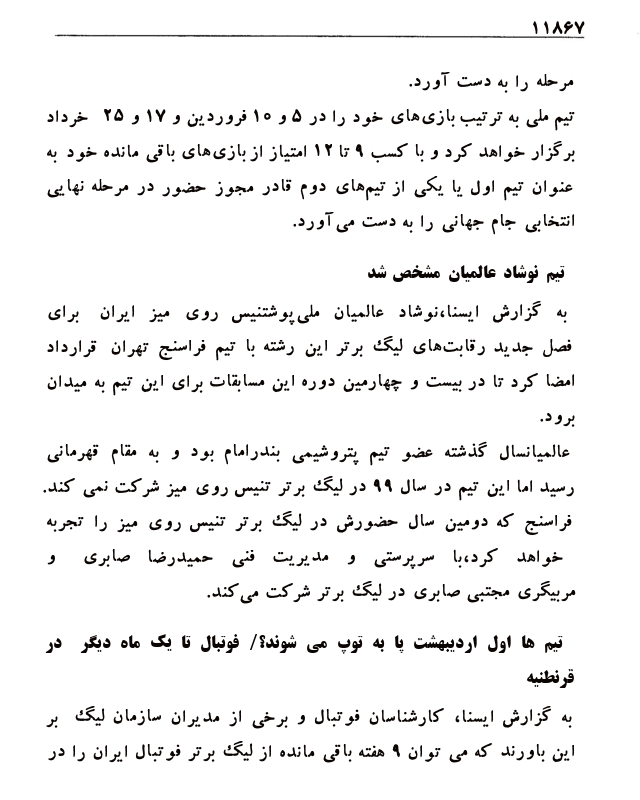 ۱۱۸۶۷
مرحله را به دست آورد.
تیم ملی به ترتیب بازی‌های خود را در ۵ و ۱۰ فروردین و ۱۷ و ۲۵ خرداد
برگزار خواهد کرد و با کسب ۹ تا ۱۲ امتیاز از بازی‌های باقی مانده خود به
عنوان تیم اول یا یکی از تیم‌های دوم قادر مجوز حضور در مرحله نهایی
انتخابی جام جهانی را به دست می‌آورد.
تیم نوشاد عالمیان مشخص شد
به گزارش ایسنا،نوشاد عالمیان ملی‌پوشتنیس روی میز ایران برای
فصل جدید رقابت‌های لیگ برتر این رشته با تیم فراسنج تهران قرارداد
امضا کرد تا در بیست و چهارمین دوره این مسابقات برای این تیم به میدان
برود.
عالمیانسال گذشته عضو تیم پتروشیمی بندرامام بود و به مقام قهرمانی
رسید اما این تیم در سال ۹۹ در لیگ برتر تنیس روی میز شرکت نمی کند.
فراسنج که دومین سال حضورش در لیگ برتر تنیس روی میز را تجربه
خواهد کرد،با سرپرستی و مدیریت فنی حمیدرضا صابری و
مربیگری مجتبی صابری در لیگ برتر شرکت می‌کند.
تیم ها اول اردیبهشت پا به توپ می شوند؟/ فوتبال تا یک ماه دیگر در
قرنطنیه
به گزارش ایسنا، کارشناسان فوتبال و برخی از مدیران سازمان لیگ بر
این باورند که می توان ۹ هفته باقی مانده از لیگ برتر فوتبال ایران را در